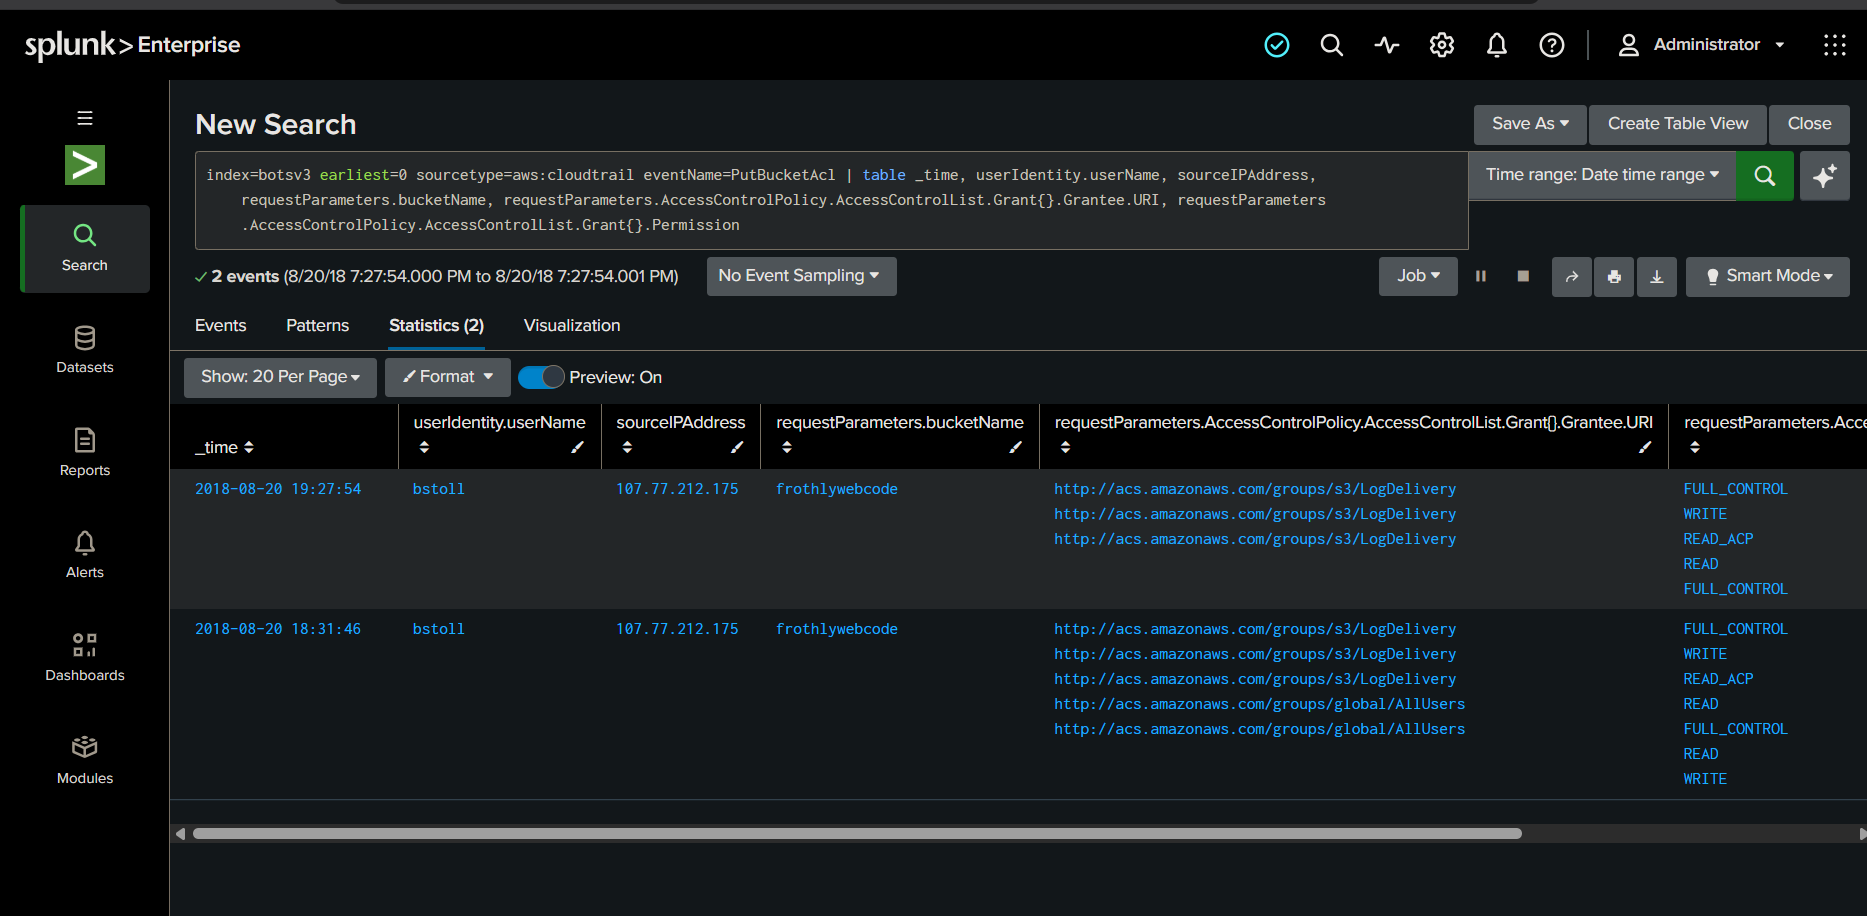 splunk>Enterprise
Administrator
New Search
Save As
Create Table View
Close
index=botsv3 earliest=0 sourcetype=aws:cloudtrail eventName=PutBucketAcl | table _time, userIdentity.userName, sourceIPAddress,
requestParameters.bucketName, requestParameters.AccessControlPolicy.AccessControlList.Grant{}.Grantee.URI, requestParameters
.AccessControlPolicy.AccessControlList.Grant{}.Permission
Time range: Date time range
2 events (8/20/18 7:27:54.000 PM to 8/20/18 7:27:54.001 PM)
No Event Sampling
Job
Smart Mode
Events
Patterns
Statistics (2)
Visualization
Show: 20 Per Page
Format
Preview: On
Search
Datasets
Reports
Alerts
Dashboards
Modules
_time
userIdentity.userName
sourceIPAddress
requestParameters.bucketName
requestParameters.AccessControlPolicy.AccessControlList.Grant{}.Grantee.URI
requestParameters.Acce
2018-08-20 19:27:54
bstoll
107.77.212.175
frothlywebcode
http://acs.amazonaws.com/groups/s3/LogDelivery
http://acs.amazonaws.com/groups/s3/LogDelivery
http://acs.amazonaws.com/groups/s3/LogDelivery
FULL_CONTROL
WRITE
READ_ACP
READ
FULL_CONTROL
2018-08-20 18:31:46
bstoll
107.77.212.175
frothlywebcode
http://acs.amazonaws.com/groups/s3/LogDelivery
http://acs.amazonaws.com/groups/s3/LogDelivery
http://acs.amazonaws.com/groups/s3/LogDelivery
http://acs.amazonaws.com/groups/global/AllUsers
http://acs.amazonaws.com/groups/global/AllUsers
FULL_CONTROL
WRITE
READ_ACP
READ
FULL_CONTROL
READ
WRITE